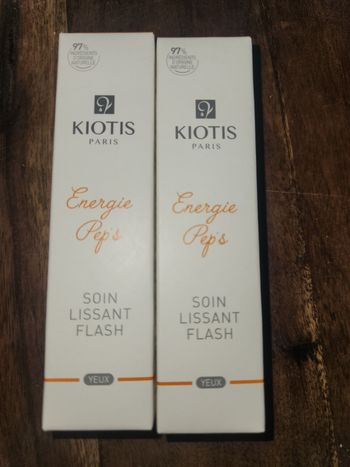 97%
INGRÉDIENTS
D'ORIGINE
NATURELLE
KIOTIS
PARIS
Energie
Pep's
SOIN
LISSANT
FLASH
YEUX
97%
INGRÉDIENTS
D'ORIGINE
NATURELLE
KIOTIS
PARIS
Energie
Pep's
SOIN
LISSANT
FLASH
YEUX